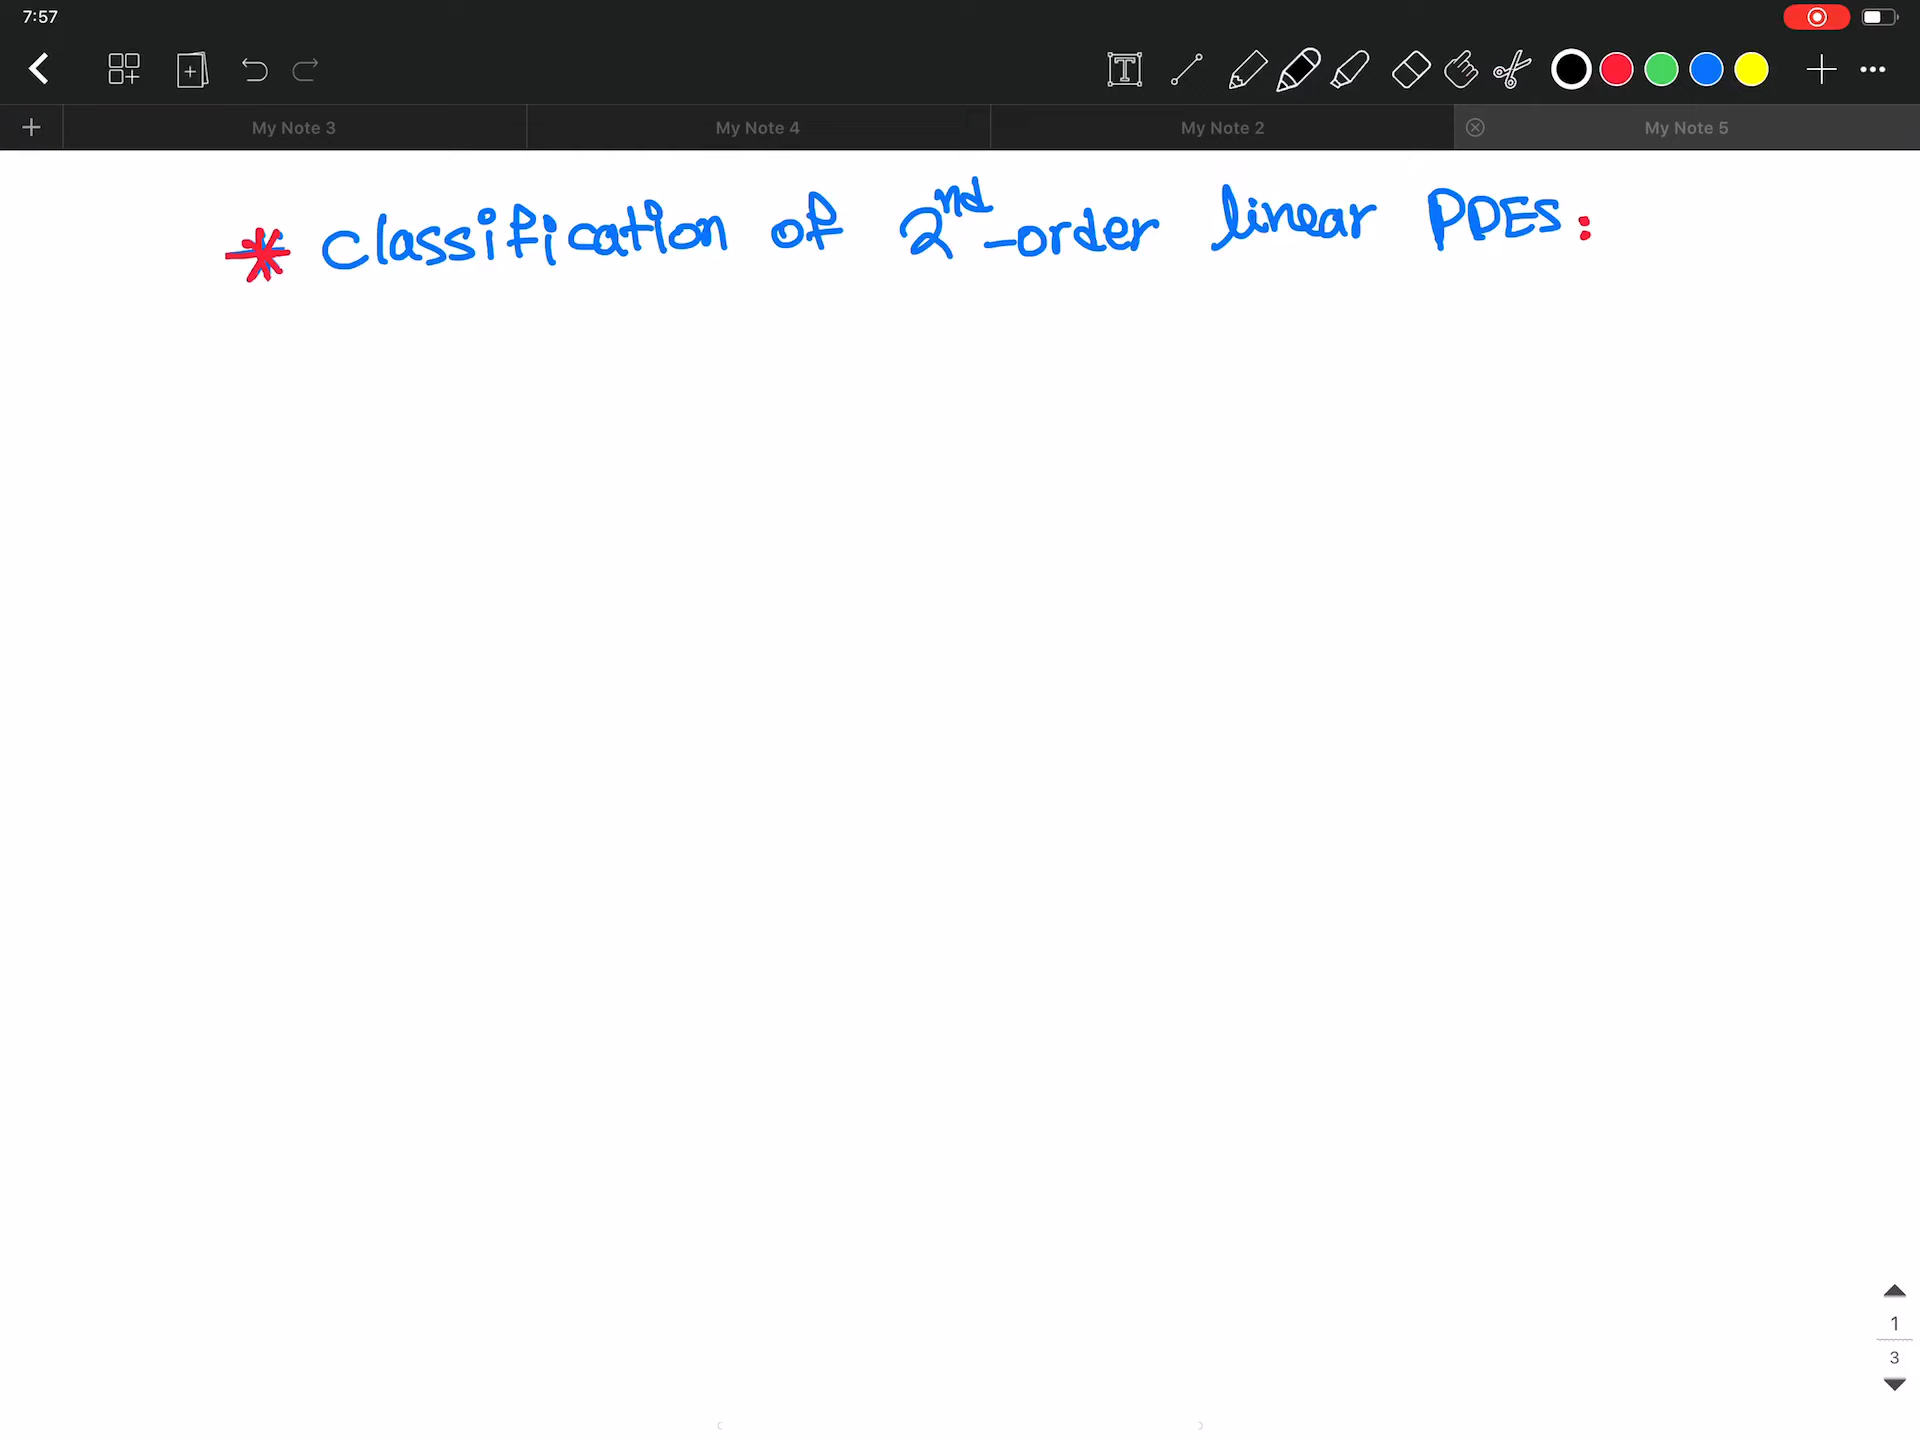 7:57
My Note 3 My Note 4 My Note 2 My Note 5
* Classification of 2nd-order linear PDES:
1
3